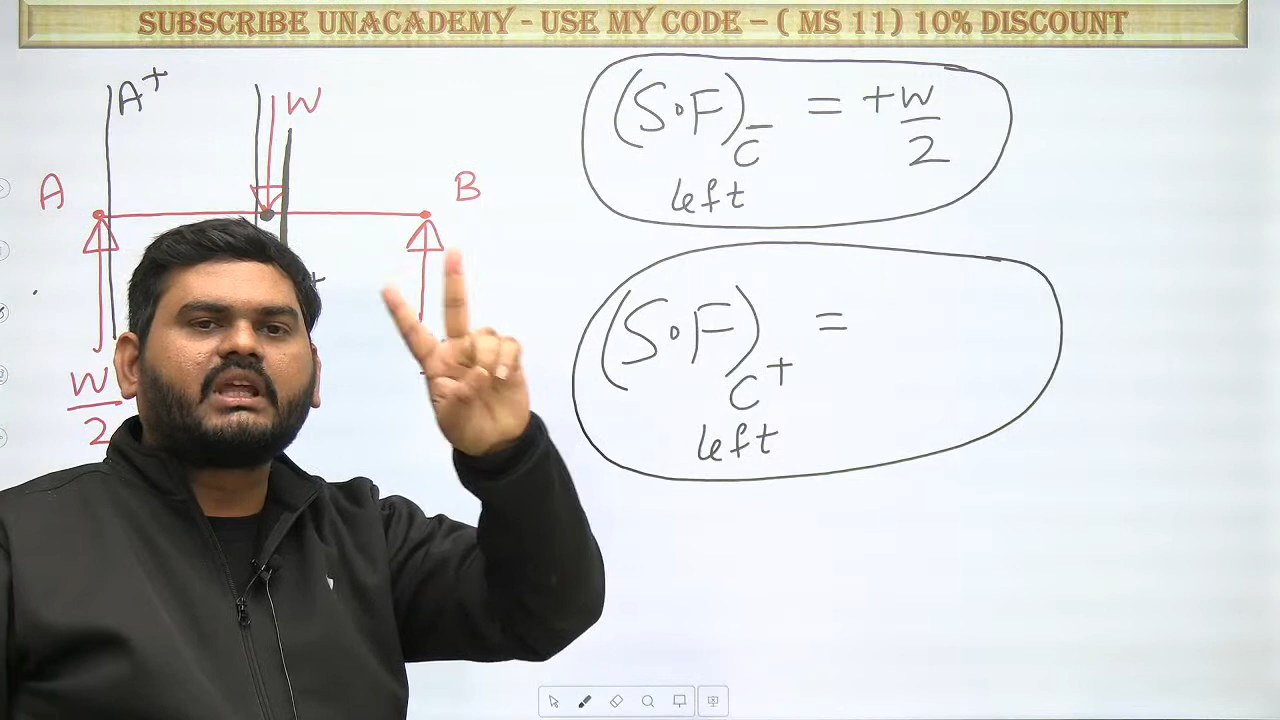 SUBSCRIBE UNACADEMY - USE MY CODE – ( MS 11) 10% DISCOUNT
A+
W
A
B
W/2
(S.F)C- = +W/2
left
(S.F)C+ =
left